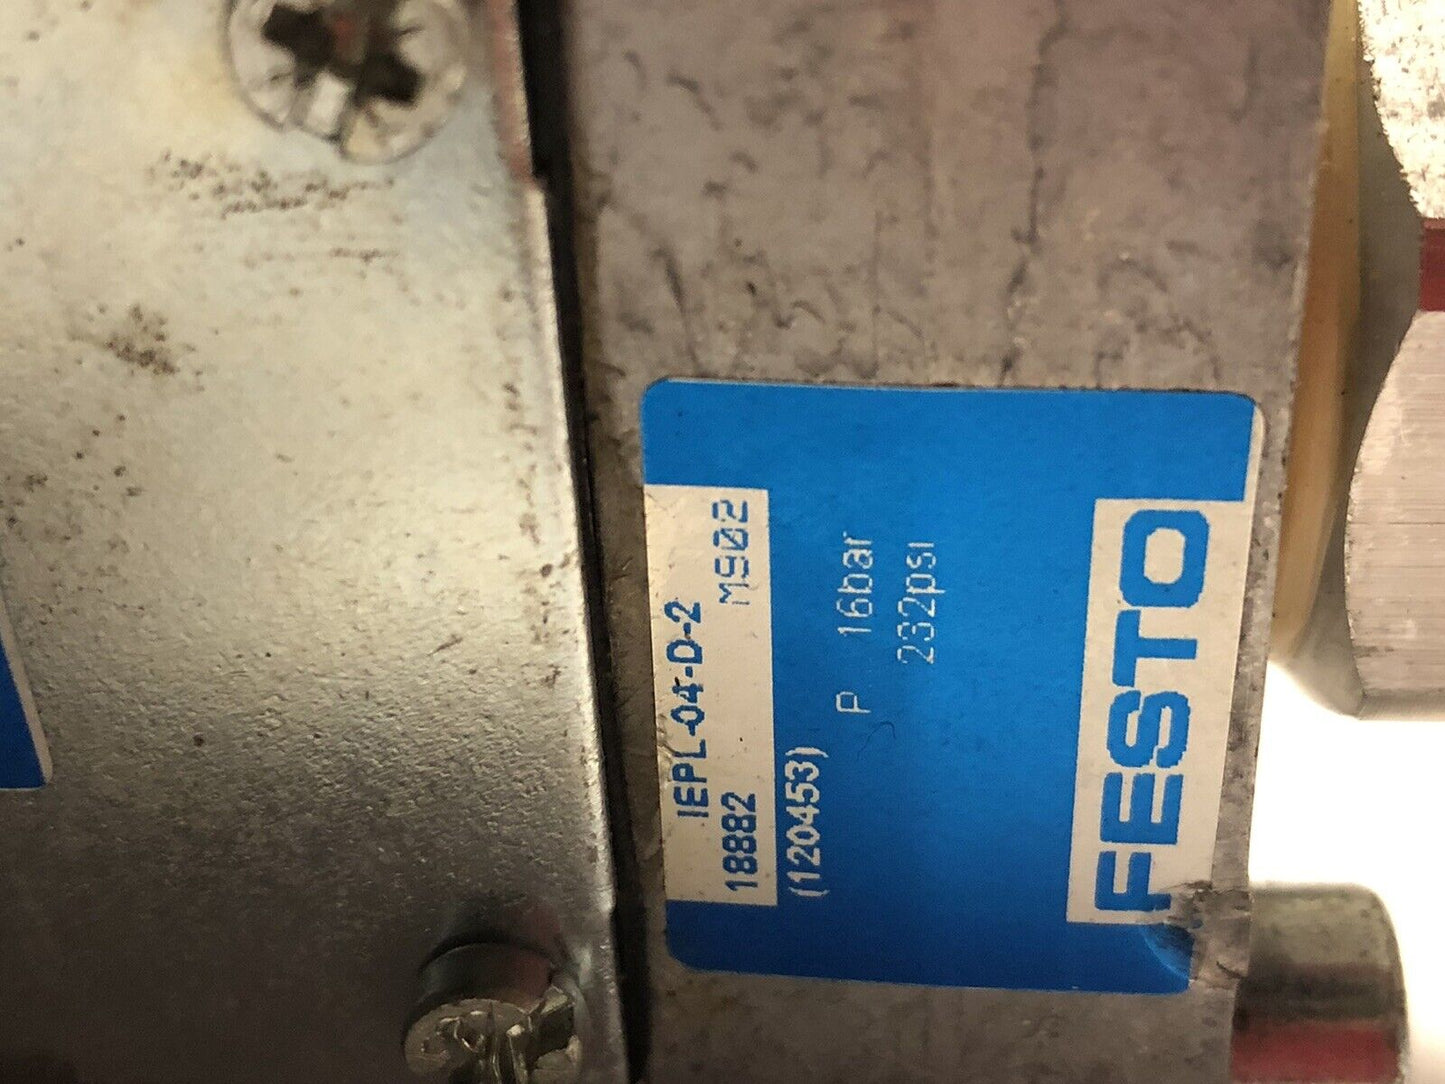 IEPL-04-D-2
18882 M902
(120453)
P 16bar
232psi
FESTO